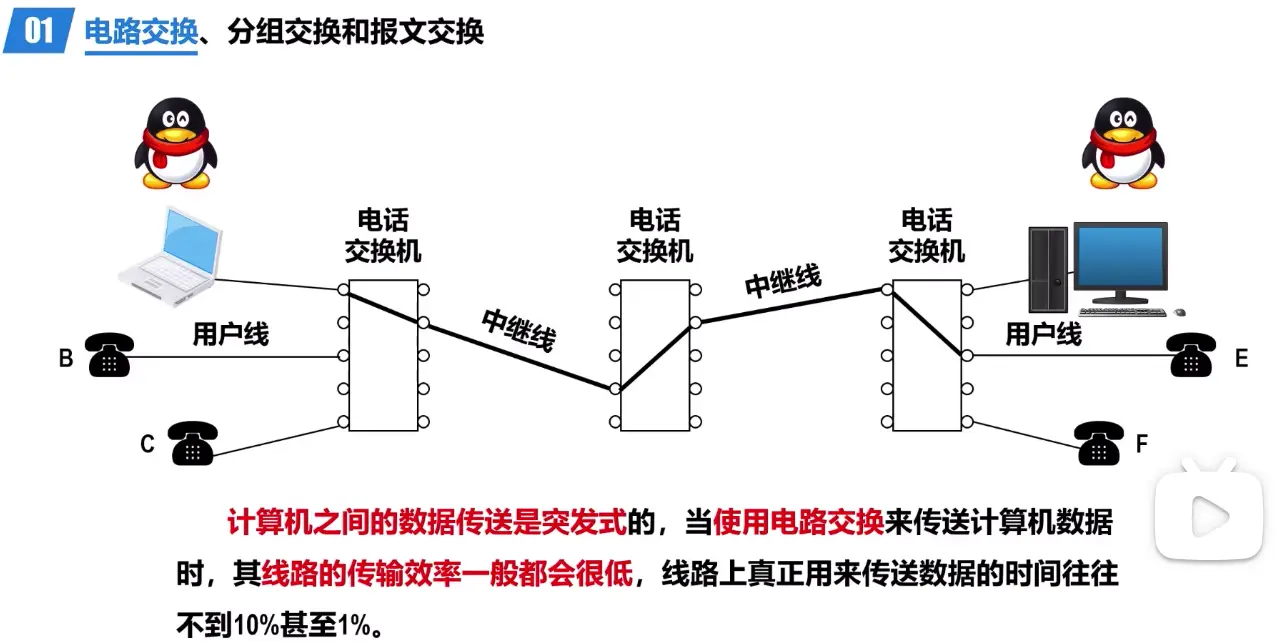 01 电路交换、分组交换和报文交换
电话
交换机
电话
交换机
电话
交换机
中继线
中继线
用户线
用户线
B
E
C
F
计算机之间的数据传送是突发式的，当使用电路交换来传送计算机数据
时，其线路的传输效率一般都会很低，线路上真正用来传送数据的时间往往
不到10%甚至1%。